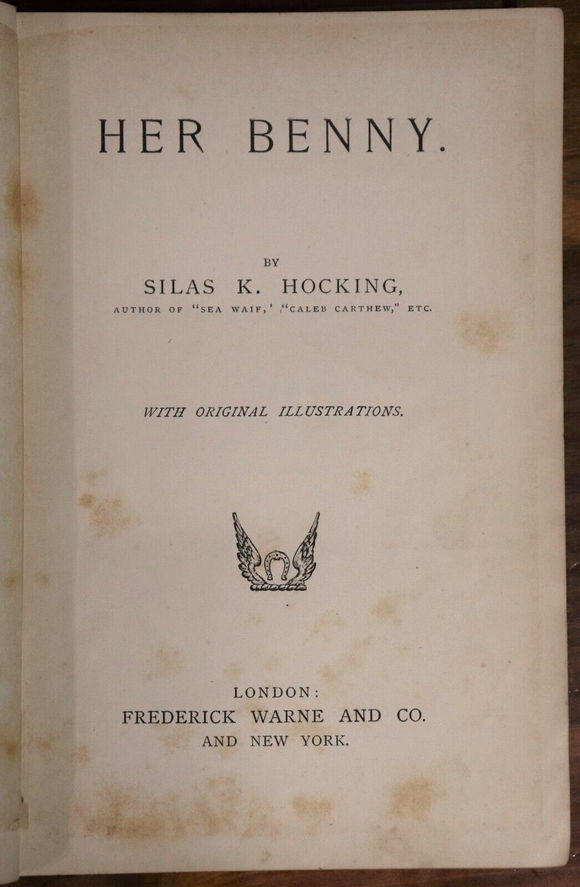 HER BENNY.
BY
SILAS K. HOCKING,
AUTHOR OF "SEA WAIF,' "CALEB CARTHEW," ETC.
WITH ORIGINAL ILLUSTRATIONS.
LONDON:
FREDERICK WARNE AND CO.
AND NEW YORK.